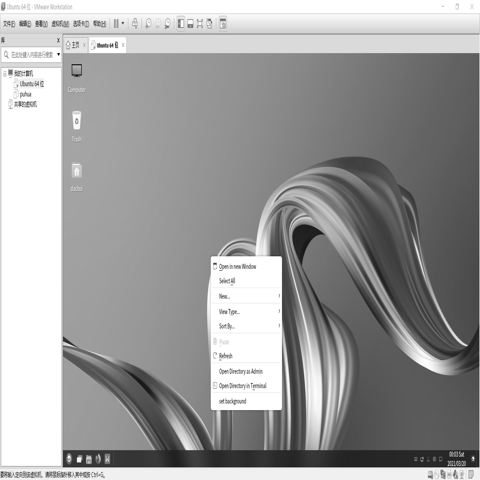 Ubuntu 64 位 - VMware Workstation
文件(F) 编辑(E) 查看(V) 虚拟机(M) 选项卡(T) 帮助(H)
库
主页
Ubuntu 64 位
在此处键入内容进行搜索
我的计算机
Ubuntu 64 位
puhua
共享的虚拟机
Computer
Trash
Open in new Window
Select All
New...
View Type...
Sort By...
Paste
Refresh
Open Directory as Admin
Open Directory in Terminal
set background
00:03 Sat
2021/03/20
要将输入定向到该虚拟机，请将鼠标指针移入其中或按 Ctrl+G。